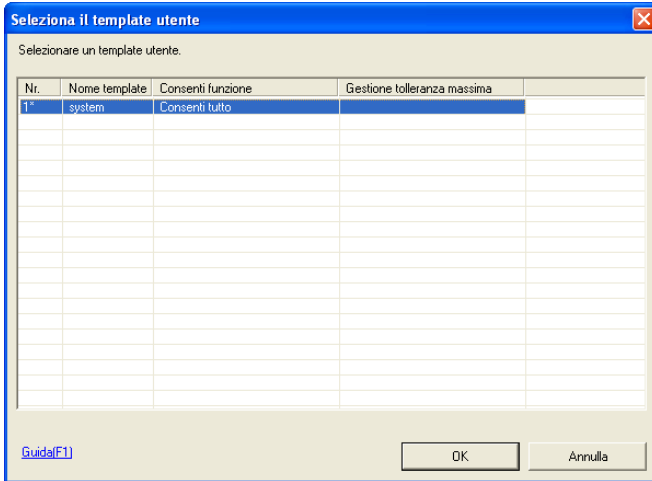 Seleziona il template utente
Selezionare un template utente.
Nr. Nome template Consenti funzione Gestione tolleranza massima
1* system Consenti tutto
Guida(F1) OK Annulla